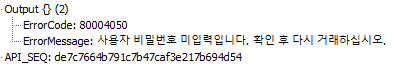 Output {} (2)
ErrorCode: 80004050
ErrorMessage: 사용자 비밀번호 미입력입니다. 확인 후 다시 거래하십시오.
API_SEQ: de7c7664b791c7b47caf3e217b694d54